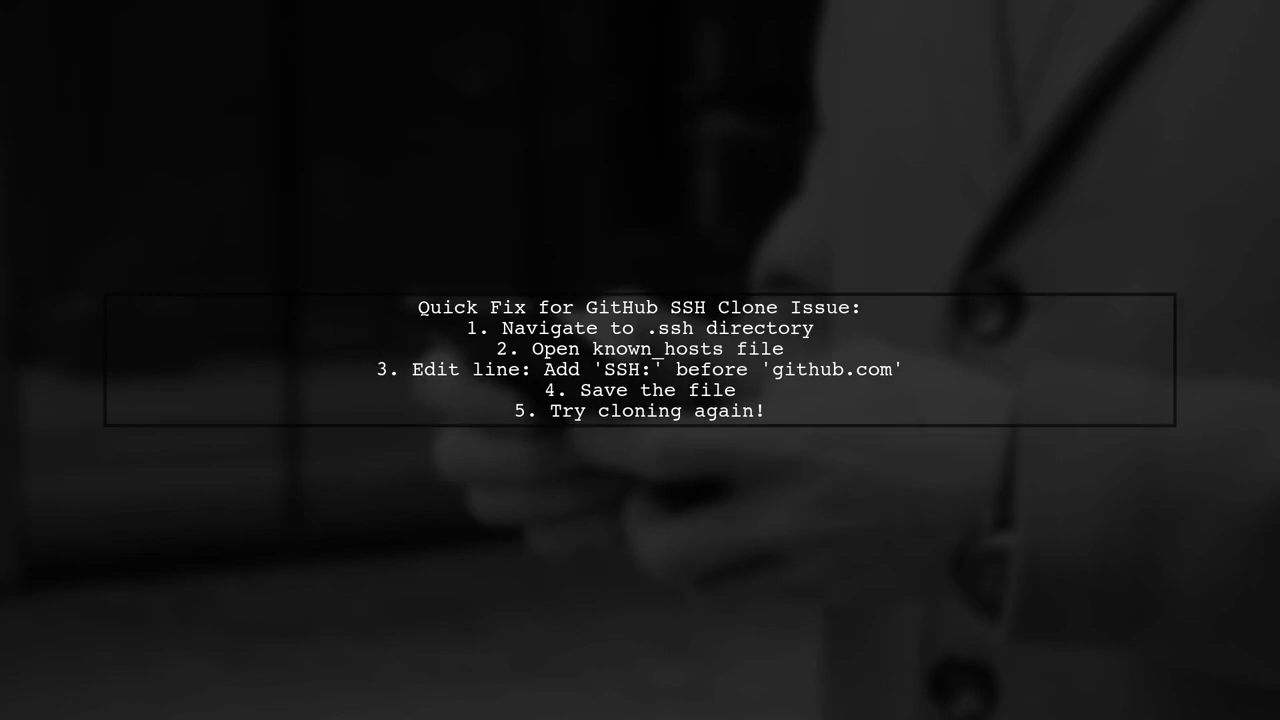 Quick Fix for GitHub SSH Clone Issue:
1. Navigate to .ssh directory
2. Open known_hosts file
3. Edit line: Add 'SSH:' before 'github.com'
4. Save the file
5. Try cloning again!